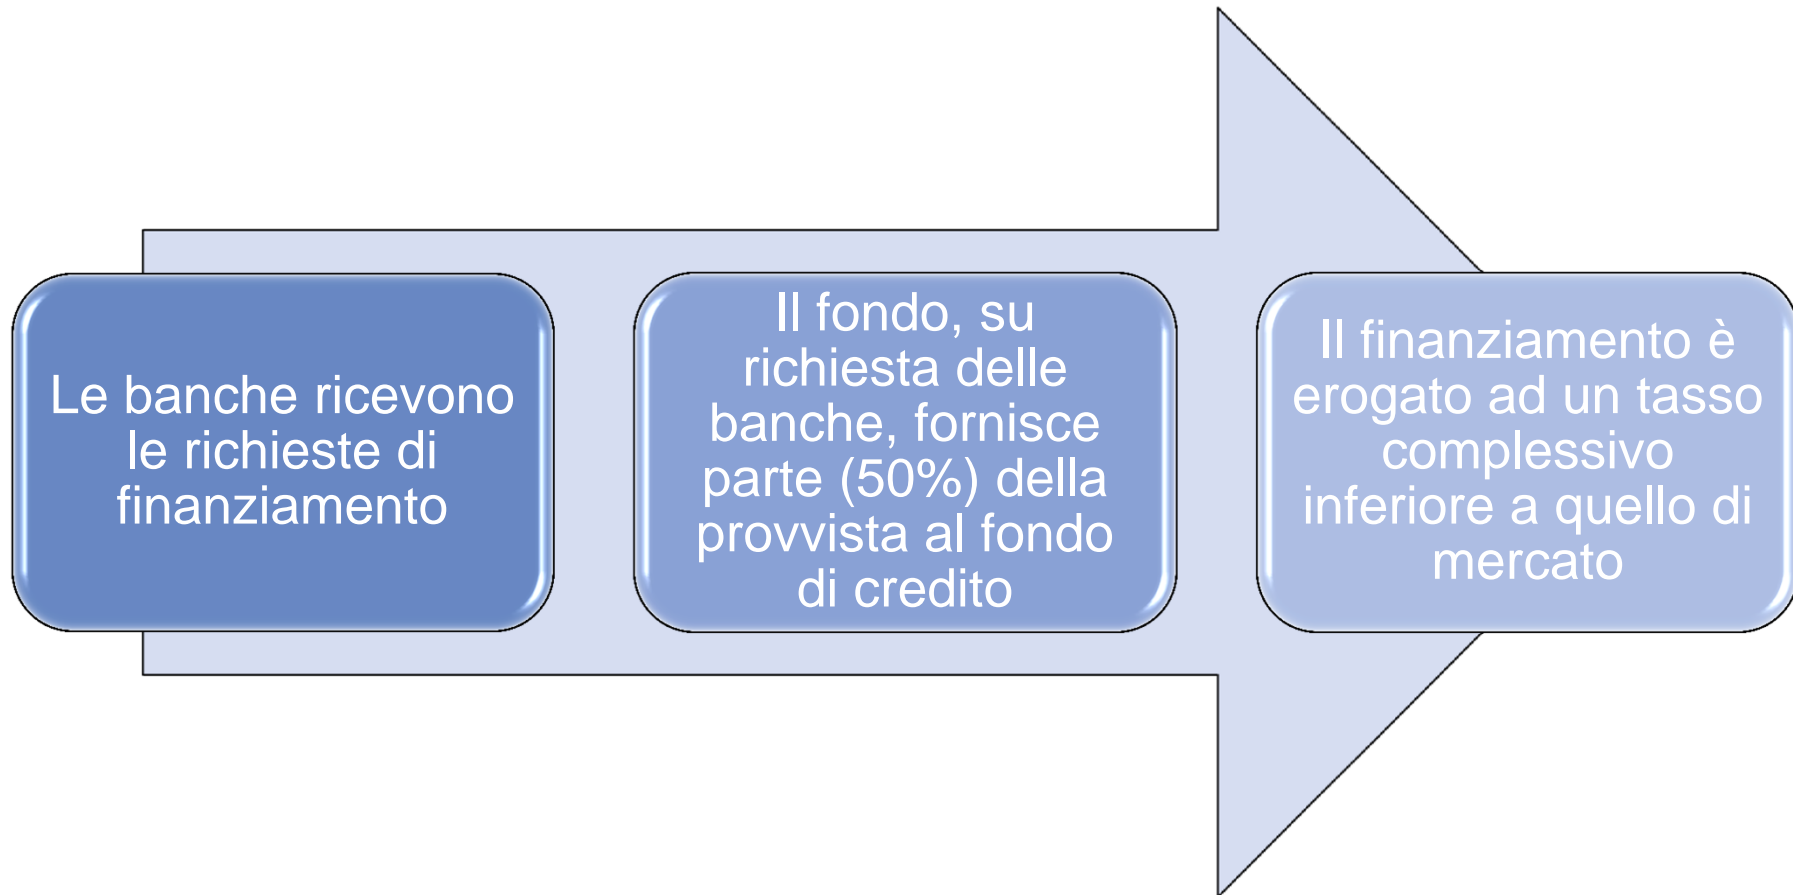 Le banche ricevono
le richieste di
finanziamento
Il fondo, su
richiesta delle
banche, fornisce
parte (50%) della
provvista al fondo
di credito
Il finanziamento è
erogato ad un tasso
complessivo
inferiore a quello di
mercato